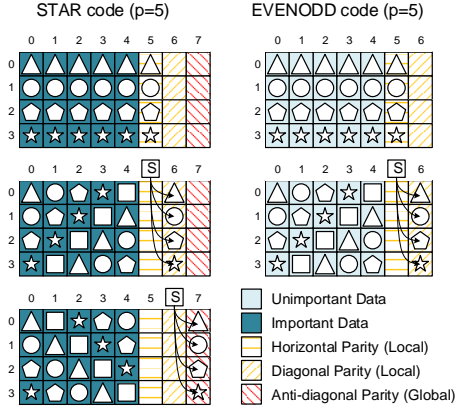 STAR code (p=5)
EVENODD code (p=5)
0 1 2 3 4 5 6 7
0 1 2 3 4 5 6
0
1
2
3
0
1
2
3
S
S
0 1 2 3 4 5 6 7
0 1 2 3 4 6
0
1
2
3
0
1
2
3
S
0 1 2 3 4 5 6 7
0
1
2
3
Unimportant Data
Important Data
Horizontal Parity (Local)
Diagonal Parity (Local)
Anti-diagonal Parity (Global)